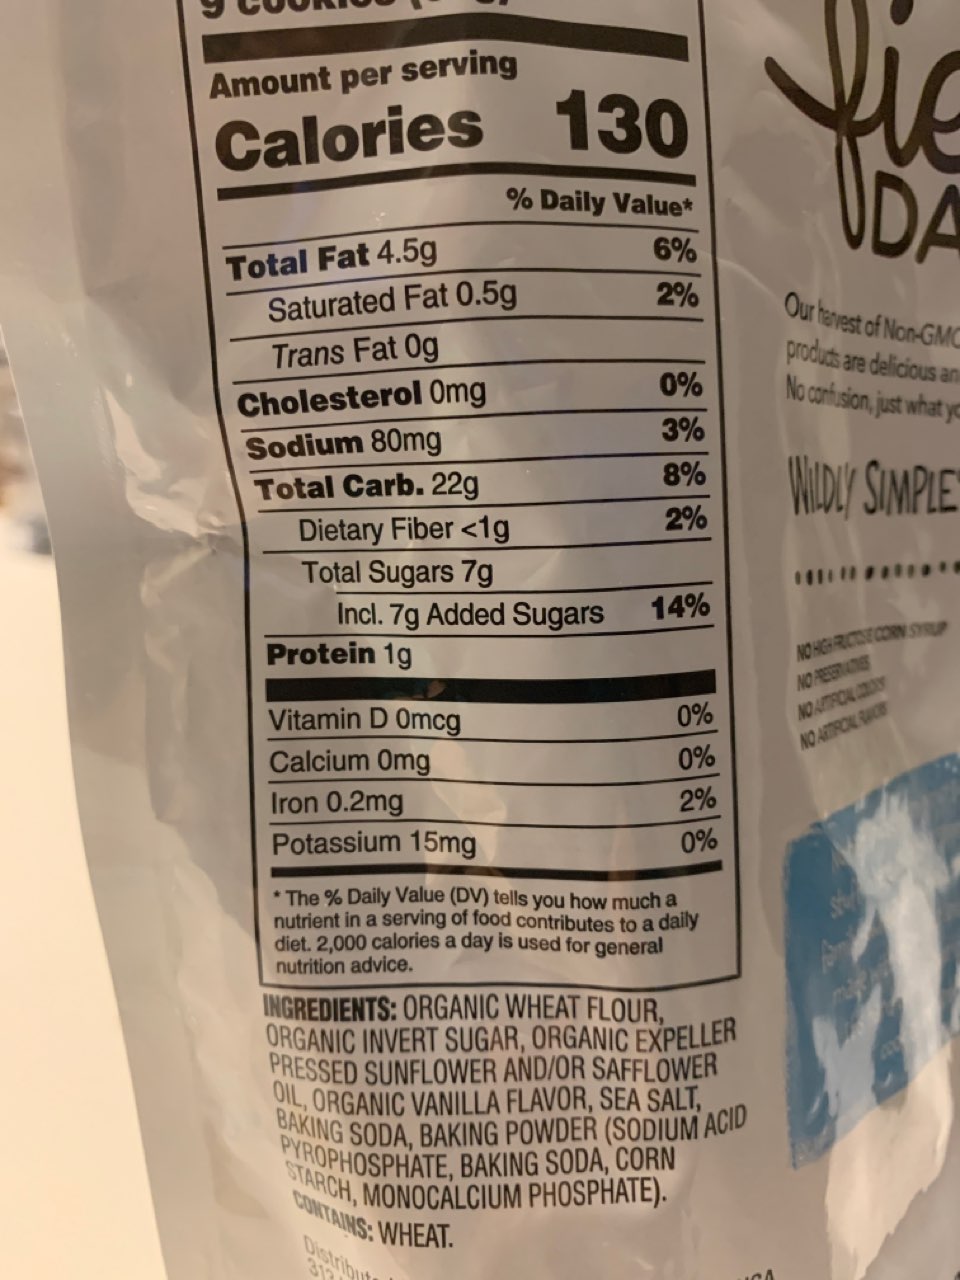 9 COOKIES
Amount per serving
Calories 130
% Daily Value*
Total Fat 4.5g 6%
Saturated Fat 0.5g 2%
Trans Fat 0g
Cholesterol 0mg 0%
Sodium 80mg 3%
Total Carb. 22g 8%
Dietary Fiber <1g 2%
Total Sugars 7g
Incl. 7g Added Sugars 14%
Protein 1g
Vitamin D 0mcg 0%
Calcium 0mg 0%
Iron 0.2mg 2%
Potassium 15mg 0%
* The % Daily Value (DV) tells you how much a
nutrient in a serving of food contributes to a daily
diet. 2,000 calories a day is used for general
nutrition advice.
INGREDIENTS: ORGANIC WHEAT FLOUR,
ORGANIC INVERT SUGAR, ORGANIC EXPELLER
PRESSED SUNFLOWER AND/OR SAFFLOWER
OIL, ORGANIC VANILLA FLAVOR, SEA SALT,
BAKING SODA, BAKING POWDER (SODIUM ACID
PYROPHOSPHATE, BAKING SODA, CORN
STARCH, MONOCALCIUM PHOSPHATE).
CONTAINS: WHEAT.
fie
DA
Our harvest of Non-GMO
products are delicious an
No confusion, just what yo
WILDLY SIMPLE
NO HIGH FRUCTOSE CORN SYRUP
NO PRESERVATIVES
NO ARTIFICIAL COLORS
NO ARTIFICIAL FLAVORS